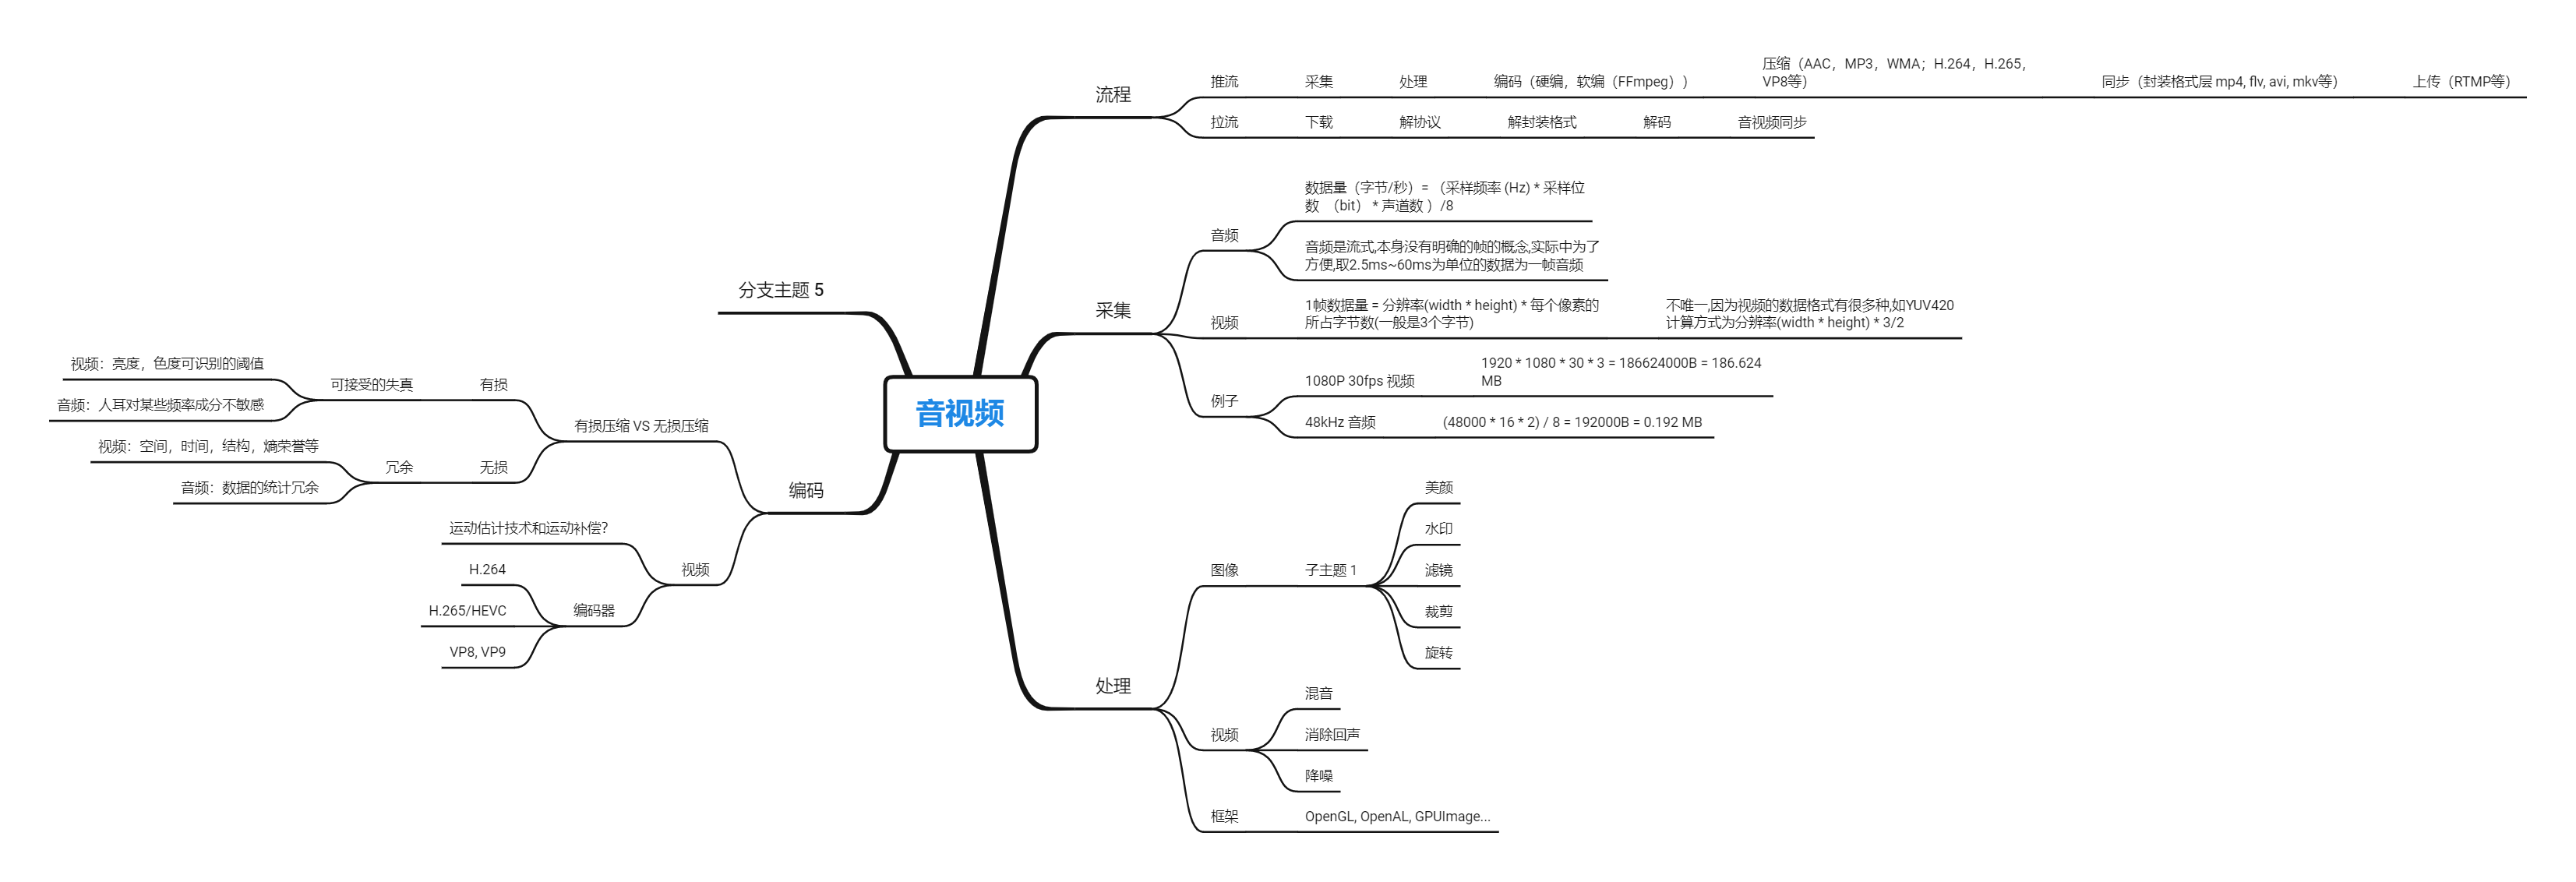 音视频
流程
推流
采集
处理
编码（硬编，软编（FFmpeg））
压缩（AAC，MP3，WMA；H.264，H.265，
VP8等）
同步（封装格式层 mp4, flv, avi, mkv等）
上传（RTMP等）
拉流
下载
解协议
解封装格式
解码
音视频同步
采集
音频
数据量（字节/秒）= （采样频率 (Hz) * 采样位
数 （bit） * 声道数 ）/8
音频是流式,本身没有明确的帧的概念,实际中为了
方便,取2.5ms~60ms为单位的数据为一帧音频
视频
1帧数据量 = 分辨率(width * height) * 每个像素的
所占字节数(一般是3个字节)
不唯一,因为视频的数据格式有很多种,如YUV420
计算方式为分辨率(width * height) * 3/2
例子
1080P 30fps 视频
1920 * 1080 * 30 * 3 = 186624000B = 186.624
MB
48kHz 音频
(48000 * 16 * 2) / 8 = 192000B = 0.192 MB
处理
图像
子主题 1
美颜
水印
滤镜
裁剪
旋转
视频
混音
消除回声
降噪
框架
OpenGL, OpenAL, GPUImage...
分支主题 5
编码
有损压缩 VS 无损压缩
有损
可接受的失真
视频：亮度，色度可识别的阈值
音频：人耳对某些频率成分不敏感
无损
冗余
视频：空间，时间，结构，熵荣誉等
音频：数据的统计冗余
视频
运动估计技术和运动补偿？
编码器
H.264
H.265/HEVC
VP8, VP9